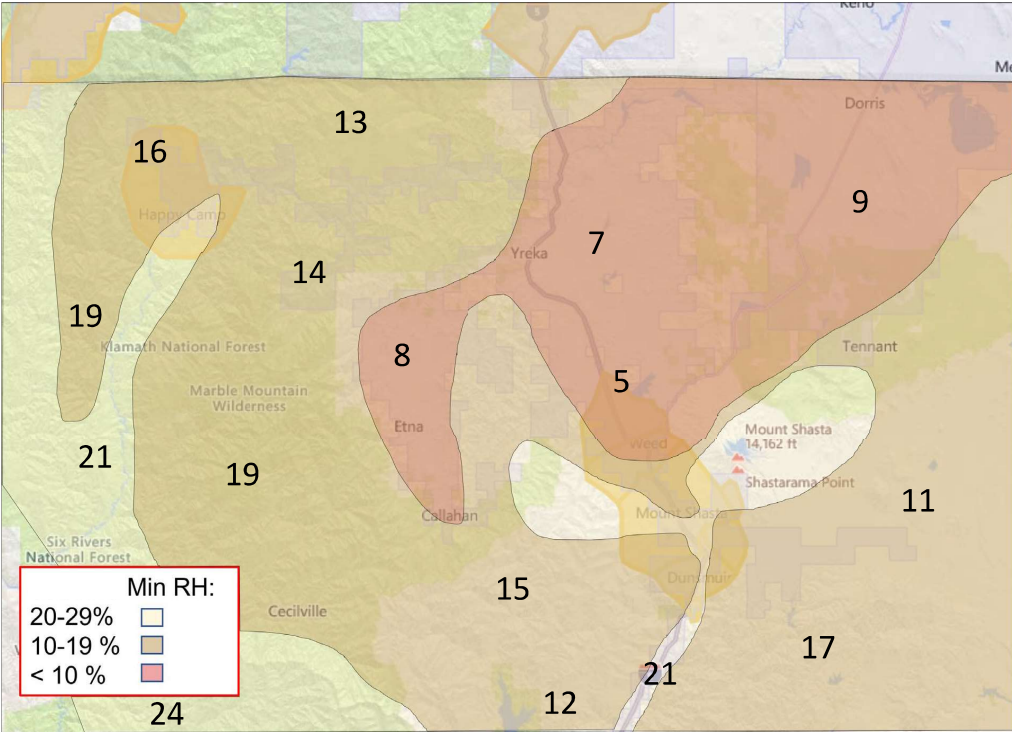 Keno
Me
Dorris
13
16
9
Happy Camp
7
Yreka
14
19
Klamath National Forest
8
Tennant
5
Marble Mountain
Wilderness
Etna
Mount Shasta
14,162 ft
Weed
21
19
Shastarama Point
11
Callahan
Mount Shasta
Six Rivers
National Forest
Dunsmuir
15
Min RH:
20-29%
10-19 %
< 10 %
Cecilville
17
21
12
24